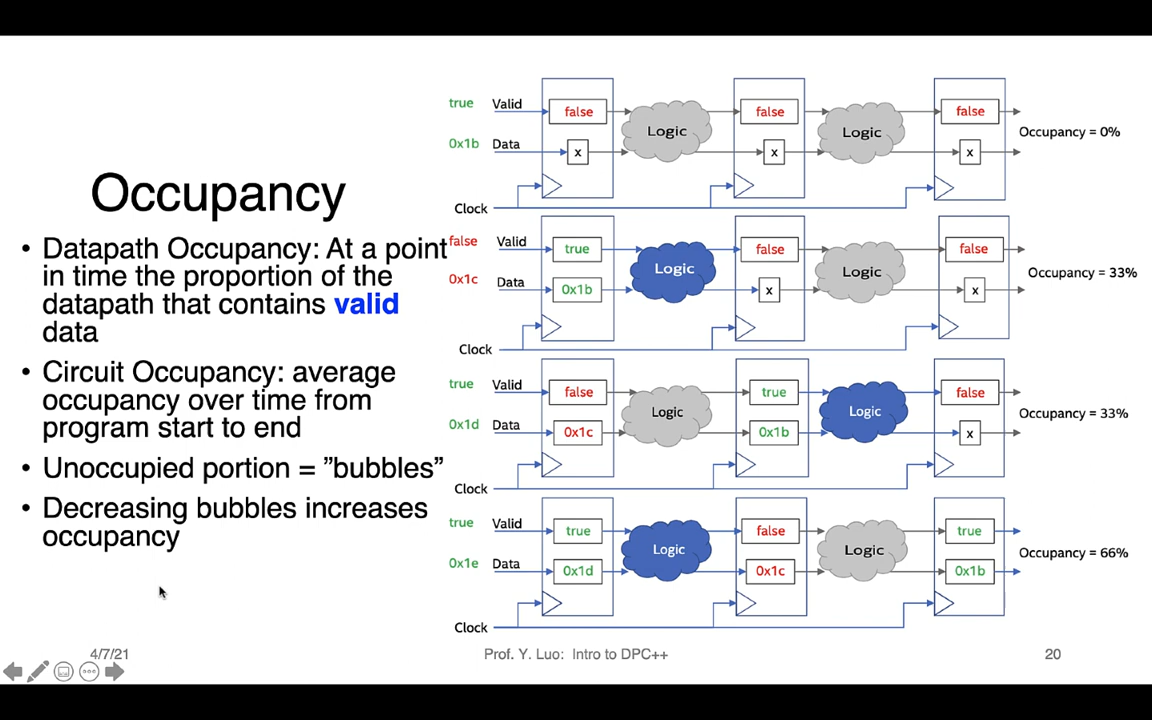 Occupancy
• Datapath Occupancy: At a point
in time the proportion of the
datapath that contains valid
data
• Circuit Occupancy: average
occupancy over time from
program start to end
• Unoccupied portion = ”bubbles”
• Decreasing bubbles increases
occupancy
true Valid false Logic false Logic false
0x1b Data x x x
Occupancy = 0%
Clock
false Valid true Logic false Logic false
0x1c Data 0x1b x x
Occupancy = 33%
Clock
true Valid false Logic true Logic false
0x1d Data 0x1c 0x1b x
Occupancy = 33%
Clock
true Valid true Logic false Logic true
0x1e Data 0x1d 0x1c 0x1b
Occupancy = 66%
Clock
4/7/21 Prof. Y. Luo: Intro to DPC++ 20